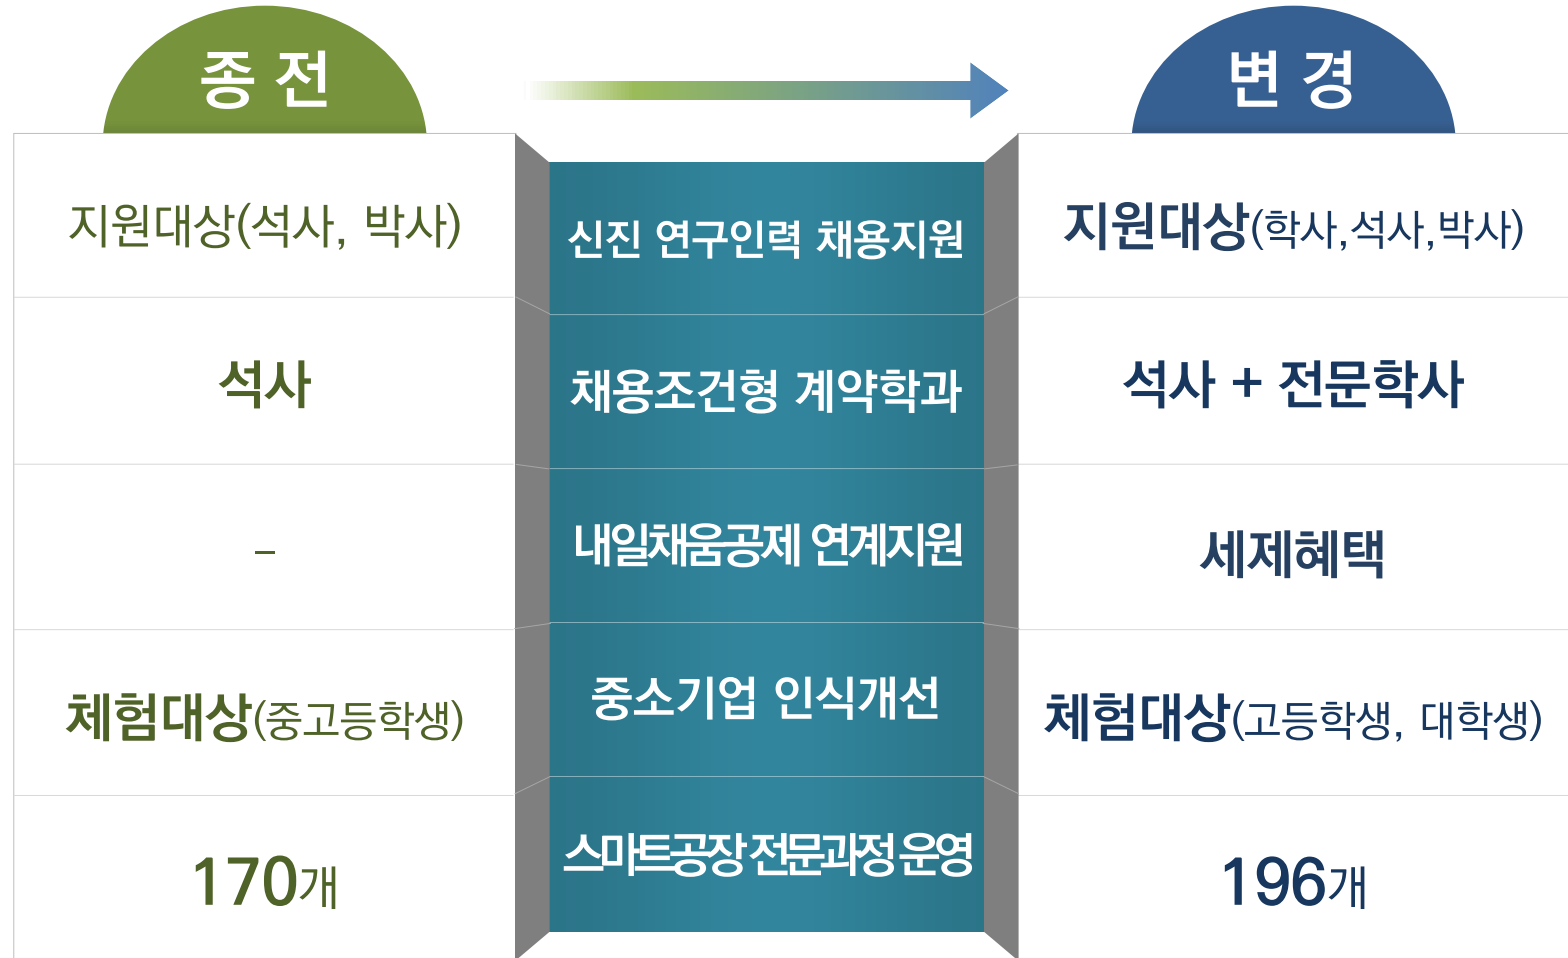 종 전
변 경
지원대상(석사, 박사)
신진 연구인력 채용지원
지원대상(학사,석사,박사)
석사
채용조건형 계약학과
석사 + 전문학사
–
내일채움공제 연계지원
세제혜택
체험대상(중고등학생)
중소기업 인식개선
체험대상(고등학생, 대학생)
170개
스마트공장 전문과정 운영
196개